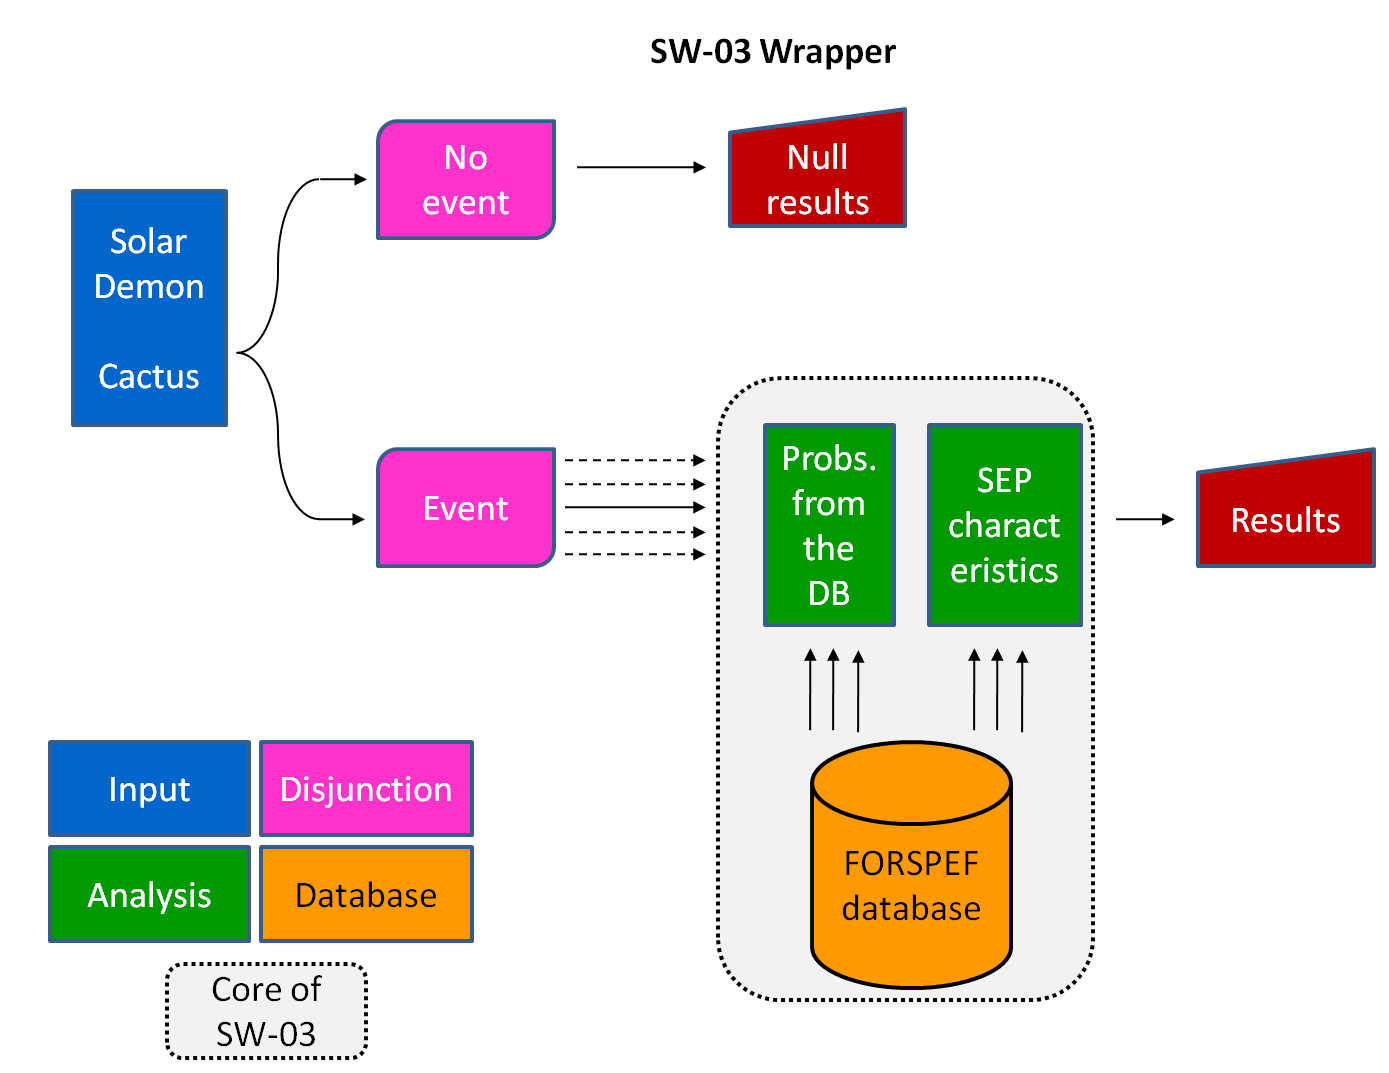 SW-03 Wrapper
No
event
Null
results
Solar
Demon
Cactus
Event
Probs.
from
the
DB
SEP
charact
eristics
Results
FORSPEF
database
Input
Disjunction
Analysis
Database
Core of
SW-03